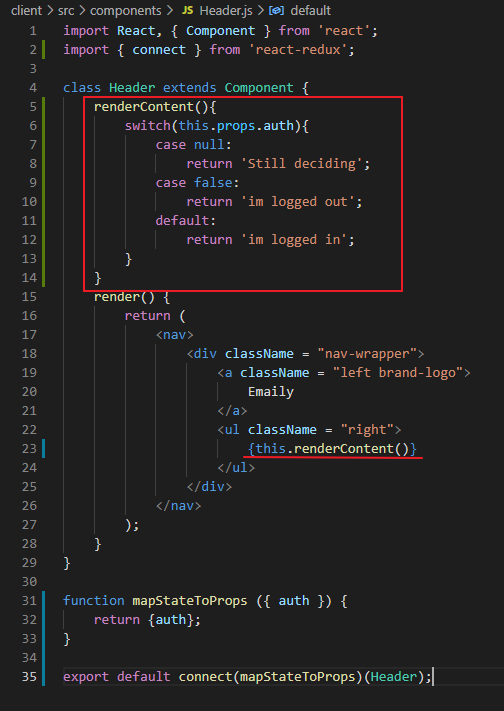 client > src > components > JS Header.js > default
1 import React, { Component } from 'react';
2 import { connect } from 'react-redux';
3
4 class Header extends Component {
5     renderContent(){
6         switch(this.props.auth){
7             case null:
8                 return 'Still deciding';
9             case false:
10                 return 'im logged out';
11             default:
12                 return 'im logged in';
13         }
14     }
15     render() {
16         return (
17             <nav>
18                 <div className = "nav-wrapper">
19                     <a className = "left brand-logo">
20                         Emaily
21                     </a>
22                     <ul className = "right">
23                         {this.renderContent()}
24                     </ul>
25                 </div>
26             </nav>
27         );
28     }
29 }
30
31 function mapStateToProps ({ auth }) {
32     return {auth};
33 }
34
35 export default connect(mapStateToProps)(Header);